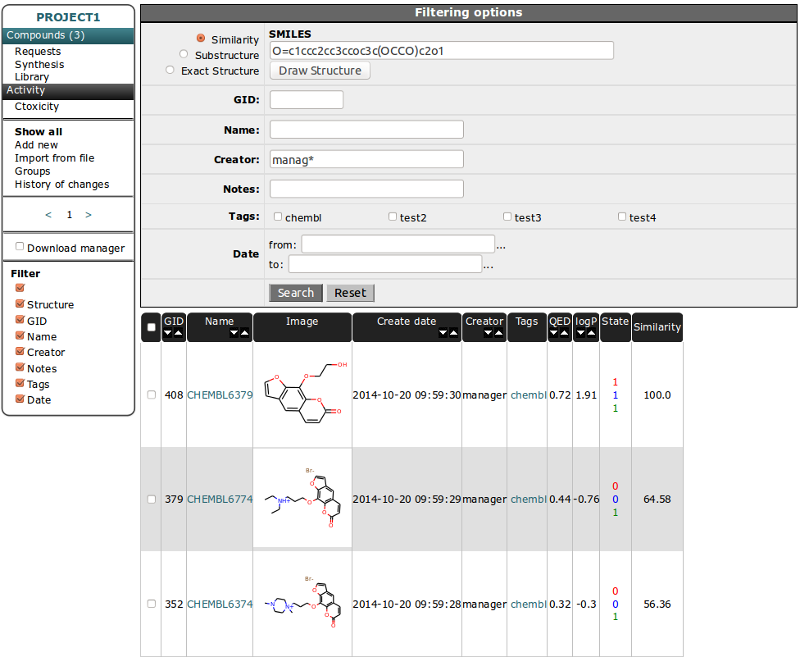 PROJECT1
Compounds (3)
Requests
Synthesis
Library
Activity
Ctoxicity
Show all
Add new
Import from file
Groups
History of changes
< 1 >
Download manager
Filter
Structure
GID
Name
Creator
Notes
Tags
Date
Filtering options
Similarity
Substructure
Exact Structure
SMILES
O=c1ccc2cc3ccoc3c(OCCO)c2o1
Draw Structure
GID:
Name:
Creator: manag*
Notes:
Tags: chembl test2 test3 test4
Date
from: ...
to: ...
Search Reset
GID Name Image Create date Creator Tags QED logP State Similarity
408 CHEMBL6379 2014-10-20 09:59:30 manager chembl 0.72 1.91 1 1 1 100.0
O O OH O O
379 CHEMBL6774 2014-10-20 09:59:29 manager chembl 0.44 -0.76 0 0 1 64.58
Br- O NH+ O O O
352 CHEMBL6374 2014-10-20 09:59:28 manager chembl 0.32 -0.3 0 0 1 56.36
Br- O N N+ O O O